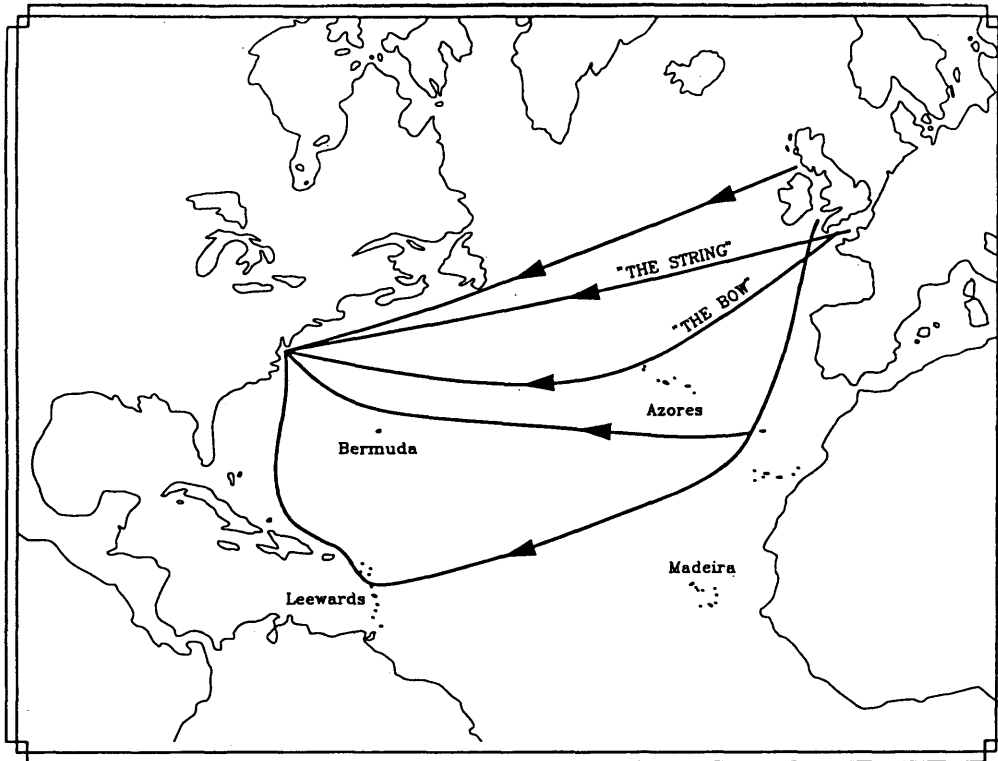 "THE STRING"
"THE BOW"
Azores
Bermuda
Madeira
Leewards